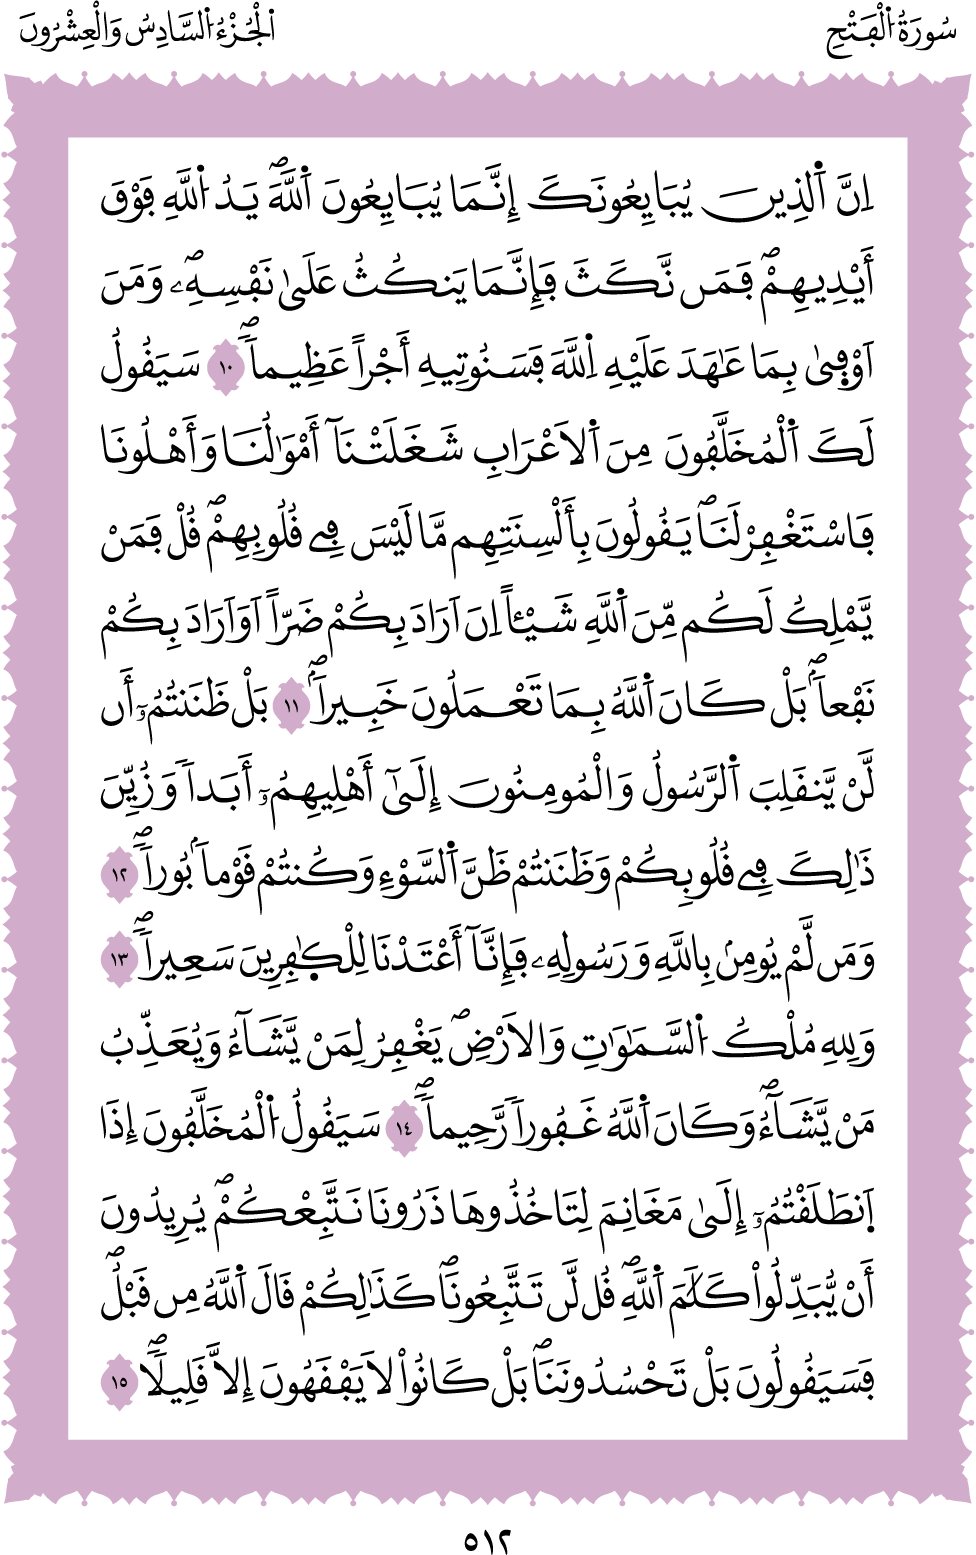 سُورَةُ اُ۬لْفَتْحِ
اَ۬لْجُزْءُ اُ۬لسَّادِسُ وَالْعِشْرُونَ
اِنَّ اَ۬لذِينَ يُبَايِعُونَكَ إِنَّمَا يُبَايِعُونَ اَ۬للَّهَۖ يَدُ اُ۬للَّهِ فَوْقَ
أَيْدِيهِمْۖ فَمَن نَّكَثَ فَإِنَّمَا يَنكُثُ عَلَىٰ نَفْسِهِۦۖ وَمَنَ
اَوْف۪ىٰ بِمَا عَٰهَدَ عَلَيْهِ اِ۬للَّهَ فَسَنُوتِيهِ أَجْراً عَظِيماٗۖ ١٠ سَيَقُولُ
لَكَ اَ۬لْمُخَلَّفُونَ مِنَ اَ۬لَاعْرَابِ شَغَلَتْنَآ أَمْوَٰلُنَا وَأَهْلُونَا
فَاسْتَغْفِرْ لَنَاۖ يَقُولُونَ بِأَلْسِنَتِهِم مَّا لَيْسَ فِے قُلُوبِهِمْۖ قُلْ فَمَنْ
يَّمْلِكُ لَكُم مِّنَ اَ۬للَّهِ شَيْـٔاً اِنَ اَرَادَ بِكُمْ ضَرّاً اَوَ اَرَادَ بِكُمْ
نَفْعاَۢۖ بَلْ كَانَ اَ۬للَّهُ بِمَا تَعْمَلُونَ خَبِيراَۢۖ ١١ بَلْ ظَنَنتُمُۥٓ أَن
لَّنْ يَّنقَلِبَ اَ۬لرَّسُولُ وَالْمُومِنُونَ إِلَىٰٓ أَهْلِيهِمُۥٓ أَبَداٗ وَزُيِّنَ
ذَٰلِكَ فِے قُلُوبِكُمْ وَظَنَنتُمْ ظَنَّ اَ۬لسَّوْءِ وَكُنتُمْ قَوْماَۢ بُوراٗۖ ١٢
وَمَن لَّمْ يُومِنۢ بِاللَّهِ وَرَسُولِهِۦ فَإِنَّآ أَعْتَدْنَا لِلْكٰ۪فِرِينَ سَعِيراٗۖ ١٣
وَلِلهِ مُلْكُ اُ۬لسَّمَٰوَٰتِ وَالَارْضِۖ يَغْفِرُ لِمَنْ يَّشَآءُ وَيُعَذِّبُ
مَنْ يَّشَآءُۖ وَكَانَ اَ۬للَّهُ غَفُوراٗ رَّحِيماٗۖ ١٤ سَيَقُولُ اُ۬لْمُخَلَّفُونَ إِذَا
اَ۪نطَلَقْتُمُۥٓ إِلَىٰ مَغَانِمَ لِتَاخُذُوهَا ذَرُونَا نَتَّبِعْكُمْۖ يُرِيدُونَ
أَنْ يُّبَدِّلُواْ كَلَٰمَ اَ۬للَّهِۖ قُل لَّن تَتَّبِعُونَاۖ كَذَٰلِكُمْ قَالَ اَ۬للَّهُ مِن قَبْلُۖ
فَسَيَقُولُونَ بَلْ تَحْسُدُونَنَاۖ بَلْ كَانُواْ لَا يَفْقَهُونَ إِلَّا قَلِيلاٗۖ ١٥
٥١٢